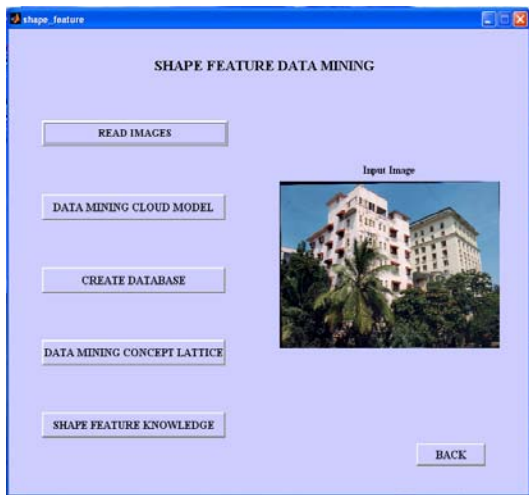 shape_feature
SHAPE FEATURE DATA MINING
READ IMAGES
Input Image
DATA MINING CLOUD MODEL
CREATE DATABASE
DATA MINING CONCEPT LATTICE
SHAPE FEATURE KNOWLEDGE
BACK